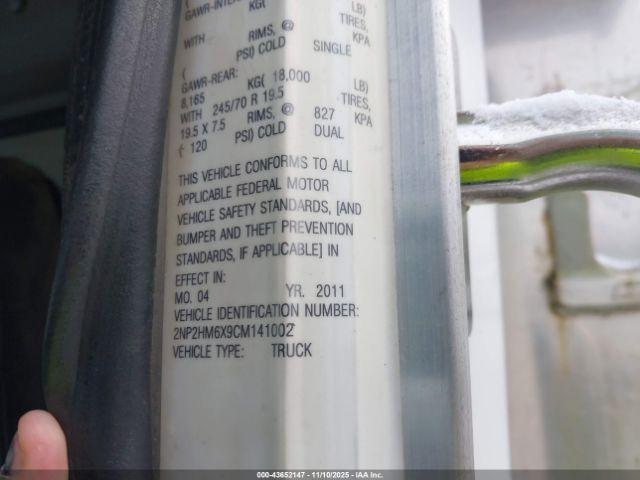 GAWR-INTER KG( LB)
WITH RIMS, @ TIRES,
PSI) COLD SINGLE KPA
(
GAWR-REAR:
8,165 KG( 18,000 LB)
WITH 245/70 R 19.5 TIRES,
19.5 X 7.5 RIMS, @ 827 KPA
( 120 PSI) COLD DUAL
THIS VEHICLE CONFORMS TO ALL
APPLICABLE FEDERAL MOTOR
VEHICLE SAFETY STANDARDS, [AND
BUMPER AND THEFT PREVENTION
STANDARDS, IF APPLICABLE] IN
EFFECT IN:
MO. 04 YR. 2011
VEHICLE IDENTIFICATION NUMBER:
2NP2HM6X9CM141002
VEHICLE TYPE: TRUCK
000-43652147 - 11/10/2025 - IAA Inc.